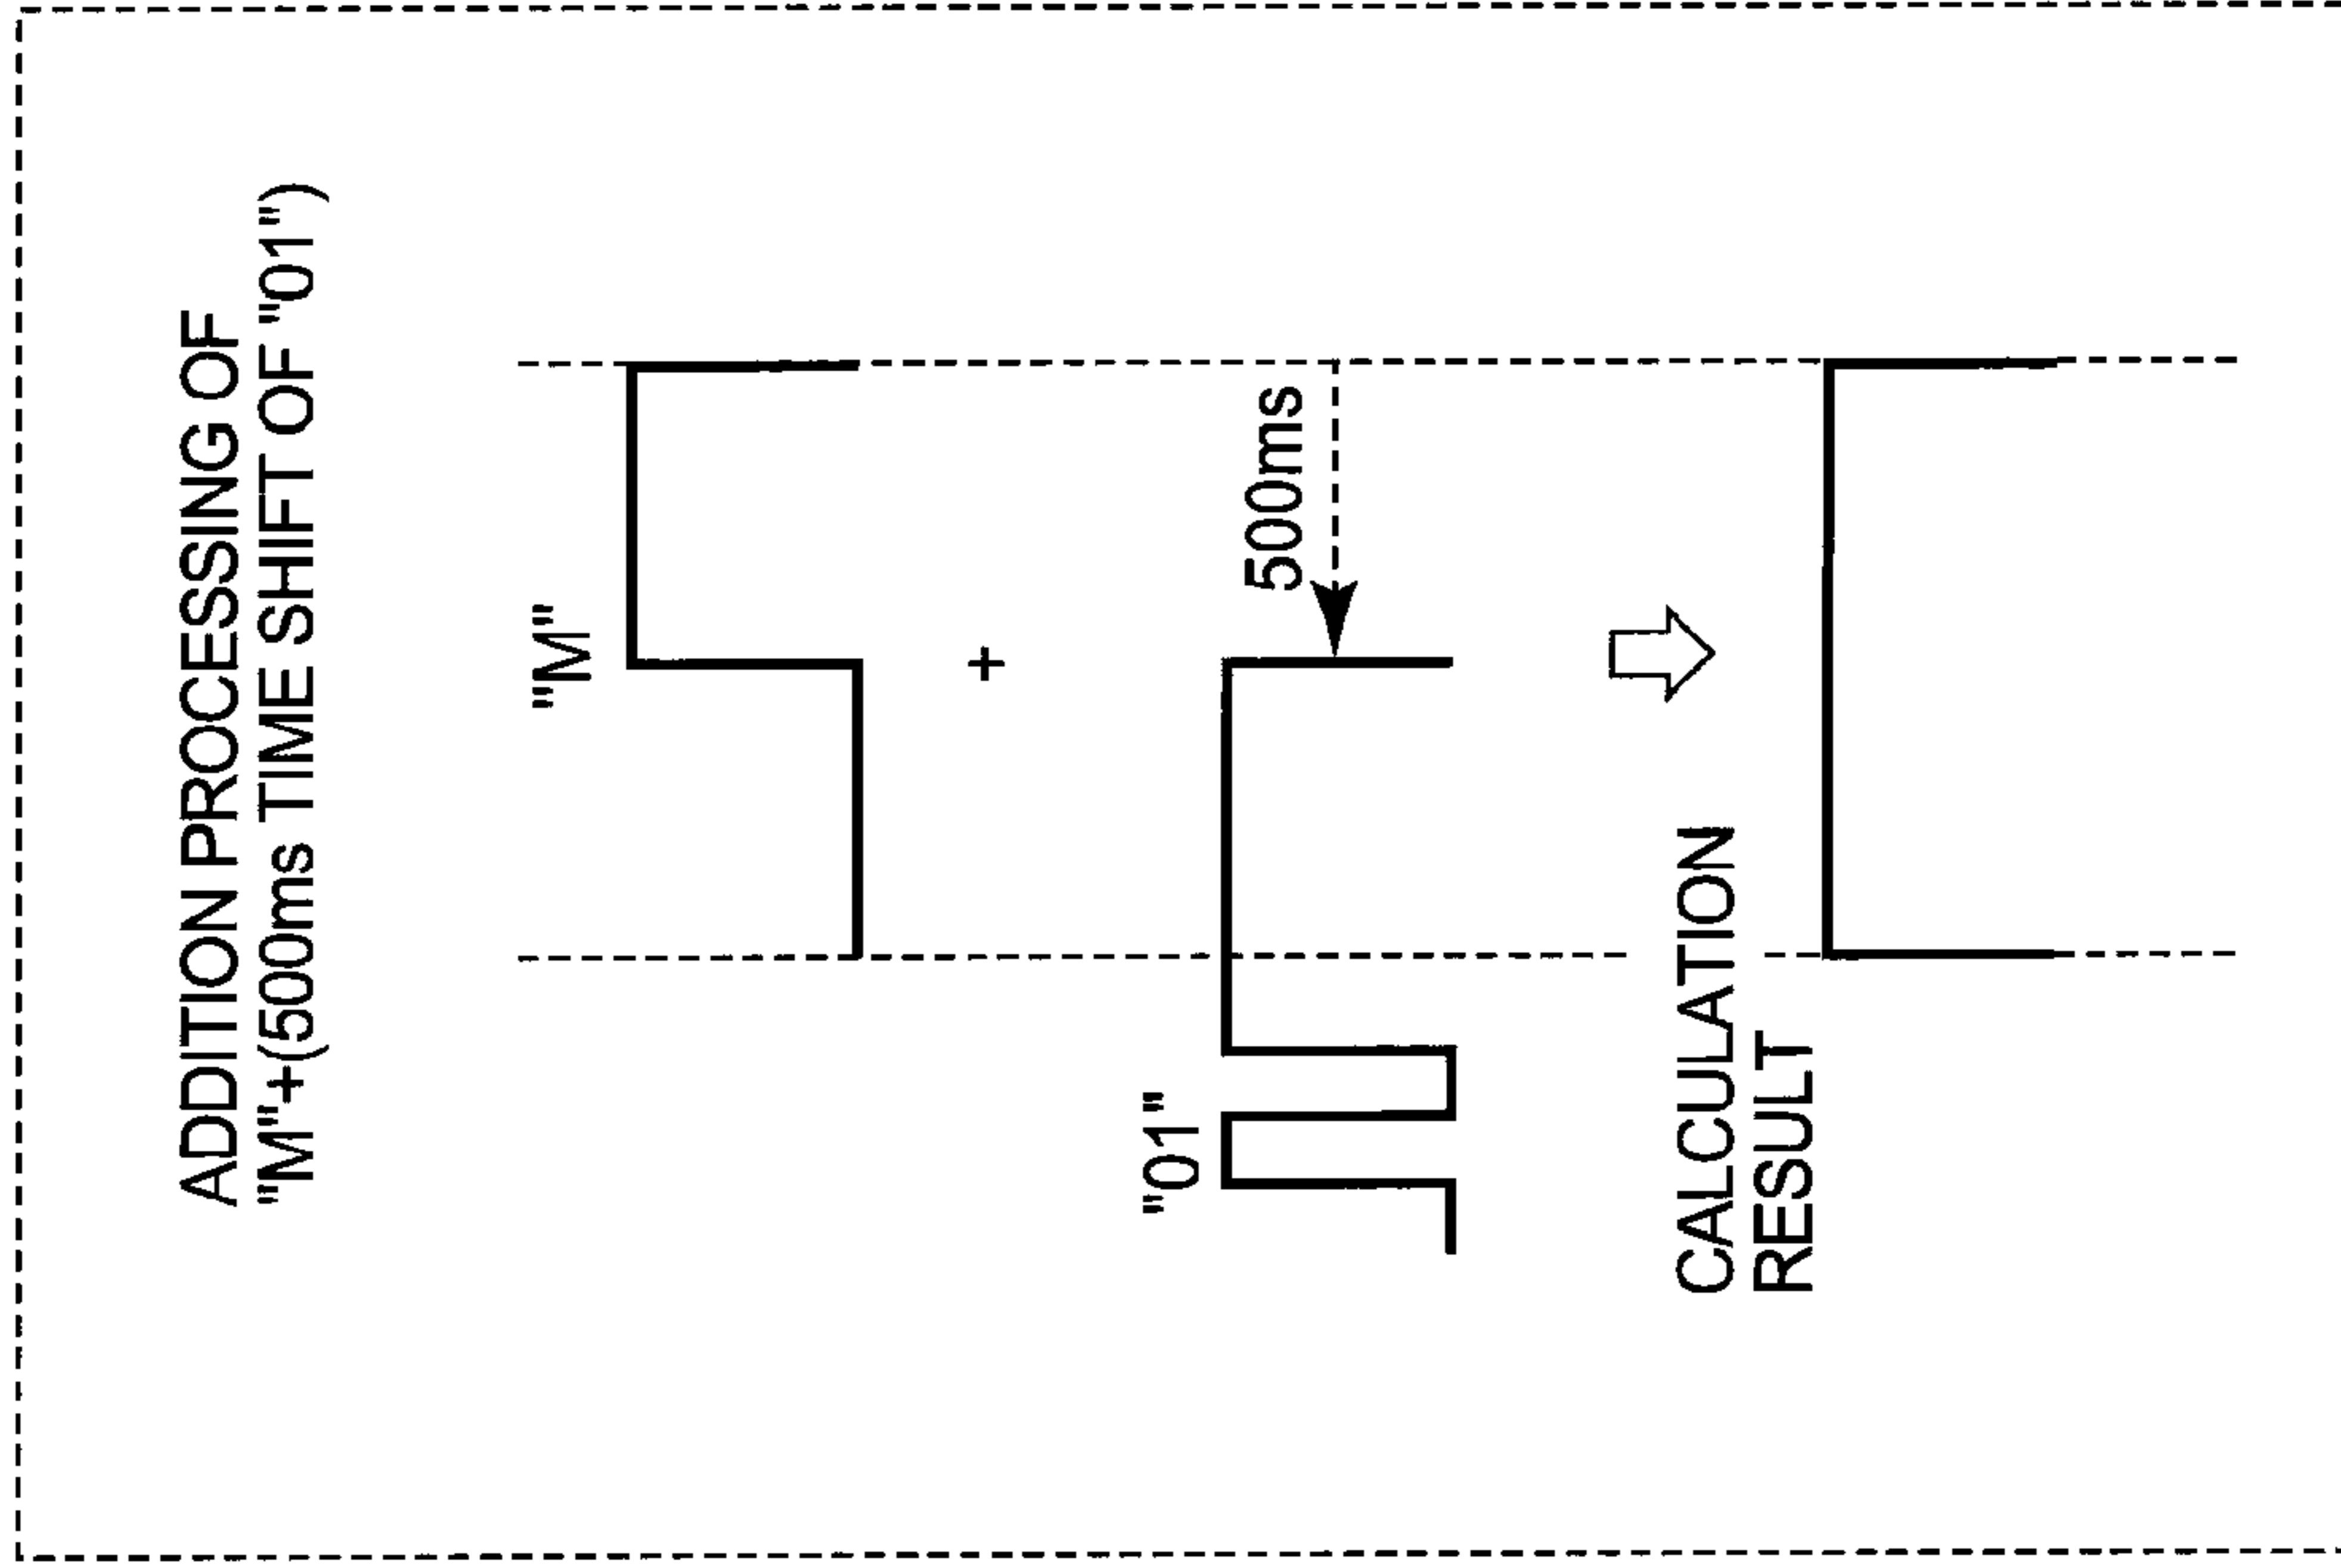 ADDITION PROCESSING OF
"M"+(500ms TIME SHIFT OF "01")
"M"
+
"01"
500ms
CALCULATION
RESULT